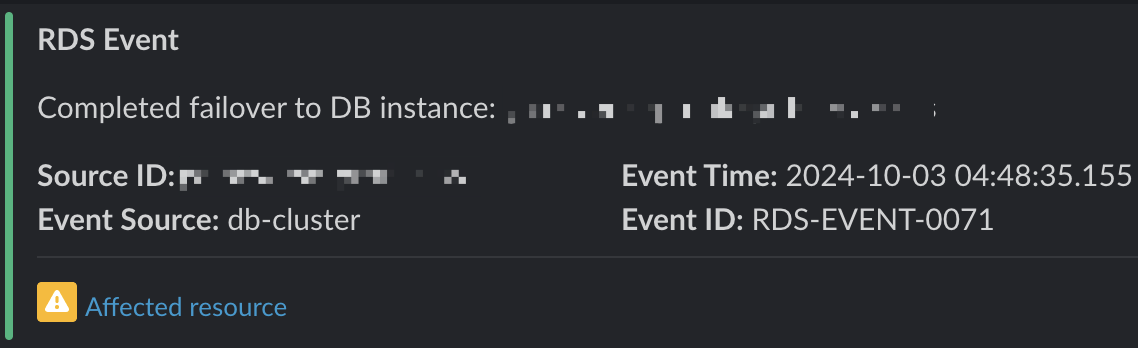 RDS Event
Completed failover to DB instance:
Source ID:
Event Time: 2024-10-03 04:48:35.155
Event Source: db-cluster
Event ID: RDS-EVENT-0071
Affected resource